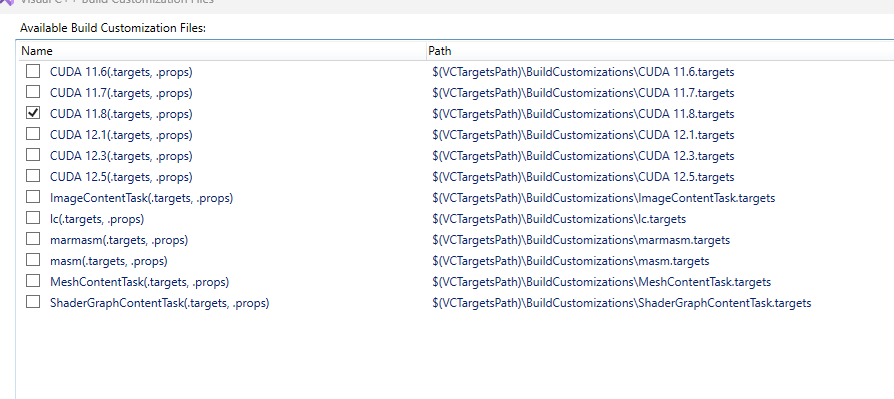 Visual C++ Build Customization Files
Available Build Customization Files:
Name Path
CUDA 11.6(.targets, .props) $(VCTargetsPath)\BuildCustomizations\CUDA 11.6.targets
CUDA 11.7(.targets, .props) $(VCTargetsPath)\BuildCustomizations\CUDA 11.7.targets
CUDA 11.8(.targets, .props) $(VCTargetsPath)\BuildCustomizations\CUDA 11.8.targets
CUDA 12.1(.targets, .props) $(VCTargetsPath)\BuildCustomizations\CUDA 12.1.targets
CUDA 12.3(.targets, .props) $(VCTargetsPath)\BuildCustomizations\CUDA 12.3.targets
CUDA 12.5(.targets, .props) $(VCTargetsPath)\BuildCustomizations\CUDA 12.5.targets
ImageContentTask(.targets, .props) $(VCTargetsPath)\BuildCustomizations\ImageContentTask.targets
lc(.targets, .props) $(VCTargetsPath)\BuildCustomizations\lc.targets
marmasm(.targets, .props) $(VCTargetsPath)\BuildCustomizations\marmasm.targets
masm(.targets, .props) $(VCTargetsPath)\BuildCustomizations\masm.targets
MeshContentTask(.targets, .props) $(VCTargetsPath)\BuildCustomizations\MeshContentTask.targets
ShaderGraphContentTask(.targets, .props) $(VCTargetsPath)\BuildCustomizations\ShaderGraphContentTask.targets